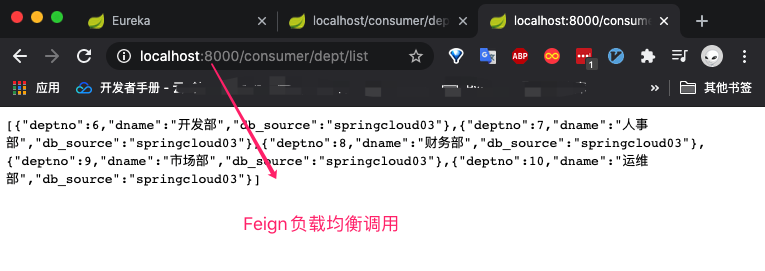 Eureka
localhost/consumer/dep
localhost:8000/consume
localhost:8000/consumer/dept/list
ABP
1
应用
开发者手册 - 云
其他书签
[{"deptno":6,"dname":"开发部","db_source":"springcloud03"},{"deptno":7,"dname":"人事
部","db_source":"springcloud03"},{"deptno":8,"dname":"财务部","db_source":"springcloud03"},
{"deptno":9,"dname":"市场部","db_source":"springcloud03"},{"deptno":10,"dname":"运维
部","db_source":"springcloud03"}]
Feign负载均衡调用